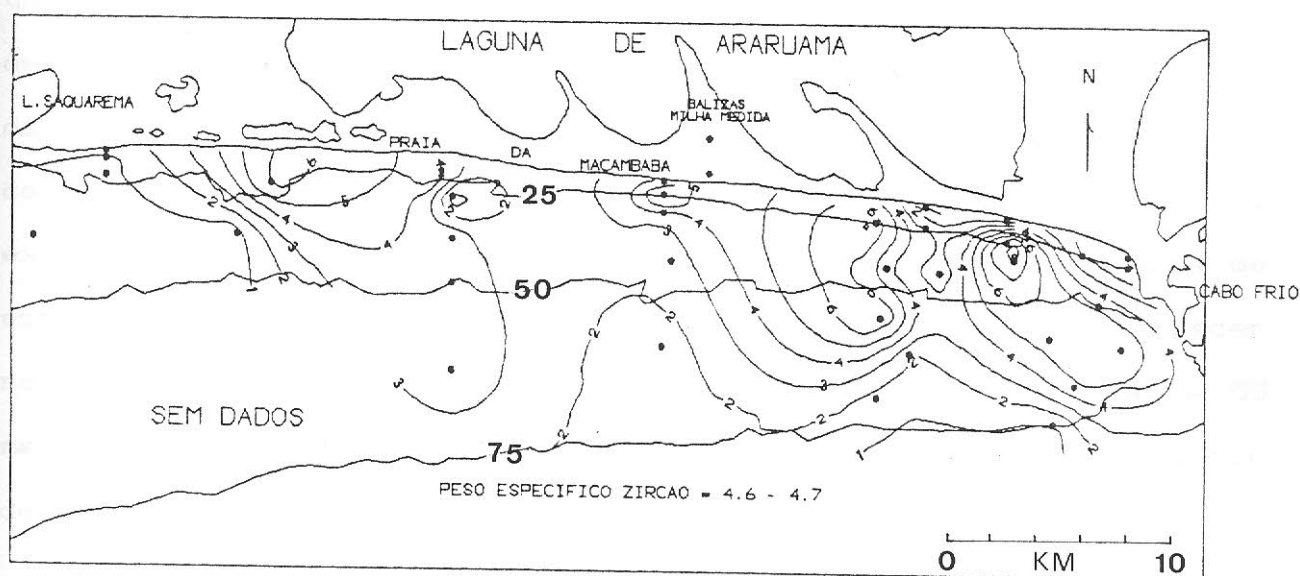 LAGUNA DE ARARUAMA
N
L. SAQUAREMA
BALIZAS
MILHA MEDIDA
PRAIA DA MAÇAMBABA
25
50
CABO FRIO
SEM DADOS
75
PESO ESPECIFICO ZIRCAO = 4.6 - 4.7
0 KM 10